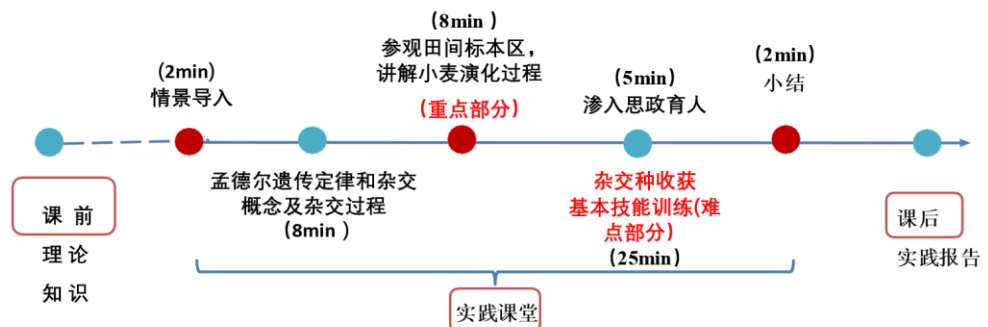 （8min ）
参观田间标本区，
讲解小麦演化过程
（重点部分）
（2min）
情景导入
（5min）
渗入思政育人
（2min）
小结
孟德尔遗传定律和杂交
概念及杂交过程
（8min ）
杂交种收获
基本技能训练(难
点部分）
（25min）
课 前
理 论
知 识
课后
实践报告
实践课堂